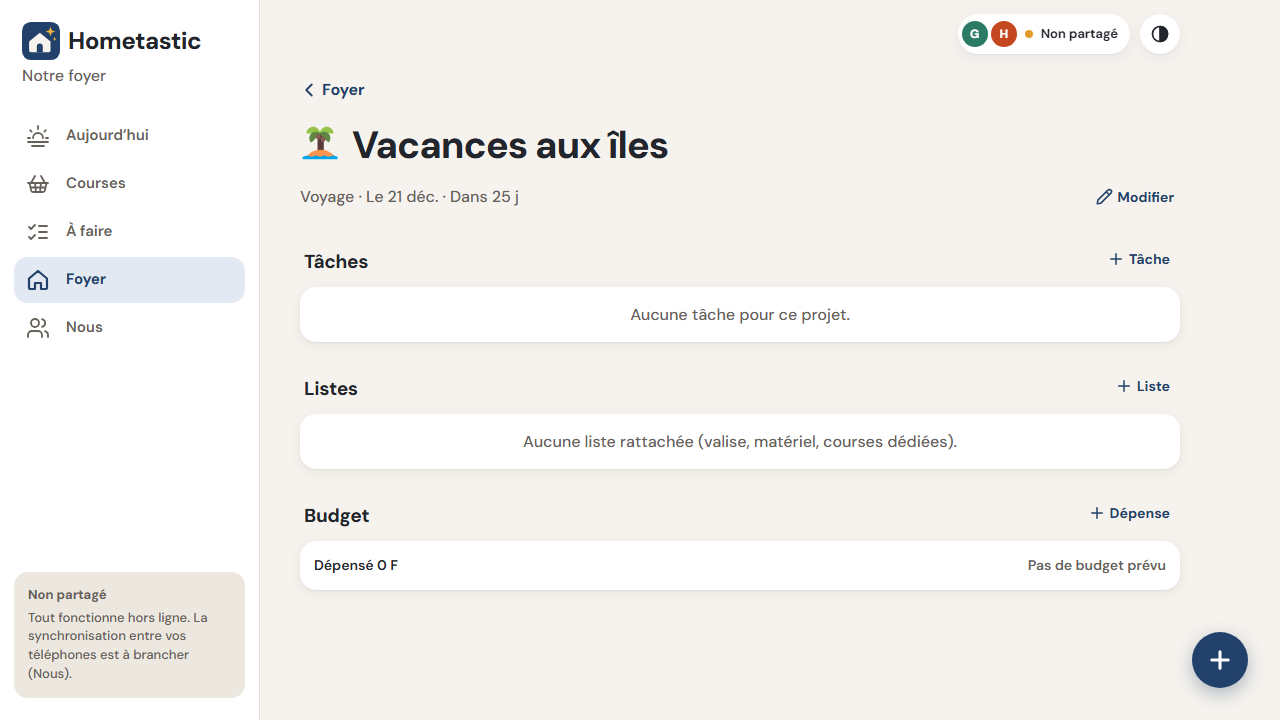 Hometastic
Notre foyer
Aujourd’hui
Courses
À faire
Foyer
Nous
Non partagé
Tout fonctionne hors ligne. La
synchronisation entre vos
téléphones est à brancher
(Nous).
G H Non partagé
Foyer
Vacances aux îles
Voyage · Le 21 déc. · Dans 25 j
Modifier
Tâches
Tâche
Aucune tâche pour ce projet.
Listes
Liste
Aucune liste rattachée (valise, matériel, courses dédiées).
Budget
Dépense
Dépensé 0 F
Pas de budget prévu